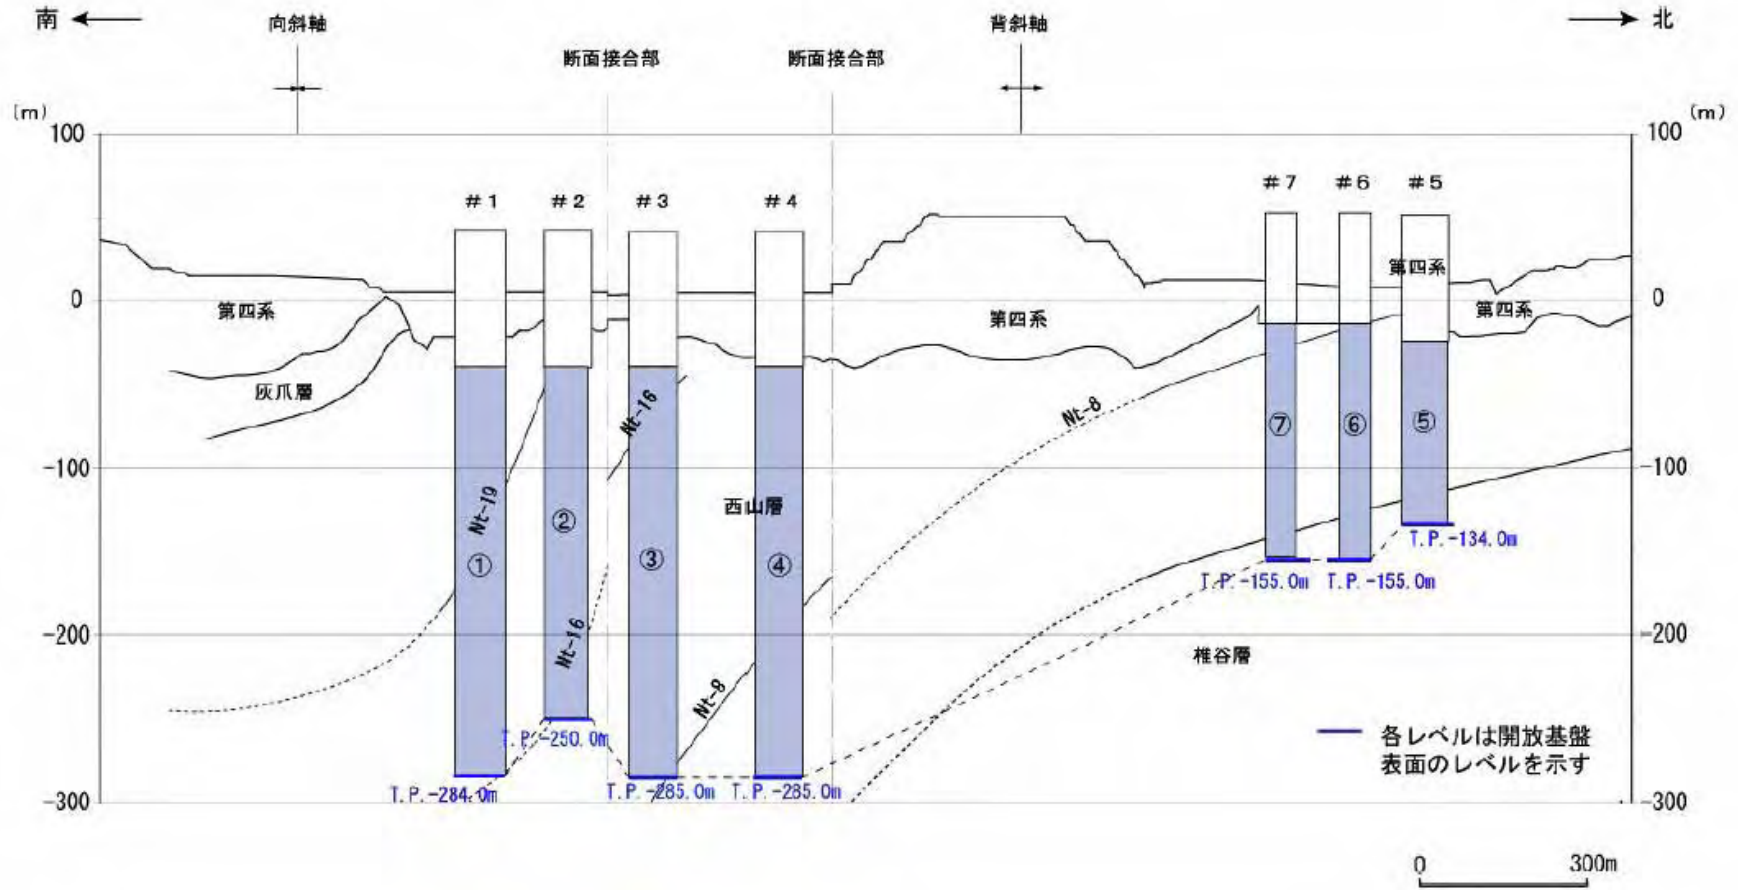 南
向斜軸
背斜軸
北
断面接合部
断面接合部
(m)
(m)
100
100
#1
#2
#3
#4
#7
#6
#5
第四系
0
0
第四系
第四系
第四系
灰爪層
Nt-16
Nt-8
⑦
⑥
⑤
-100
-100
Nt-19
西山層
②
①
③
④
T.P.-134.0m
T.P.-155.0m
T.P.-155.0m
-200
-200
Nt-16
椎谷層
Nt-8
T.P.-250.0m
各レベルは開放基盤
表面のレベルを示す
T.P.-284.0m
T.P.-285.0m
T.P.-285.0m
-300
-300
0
300m